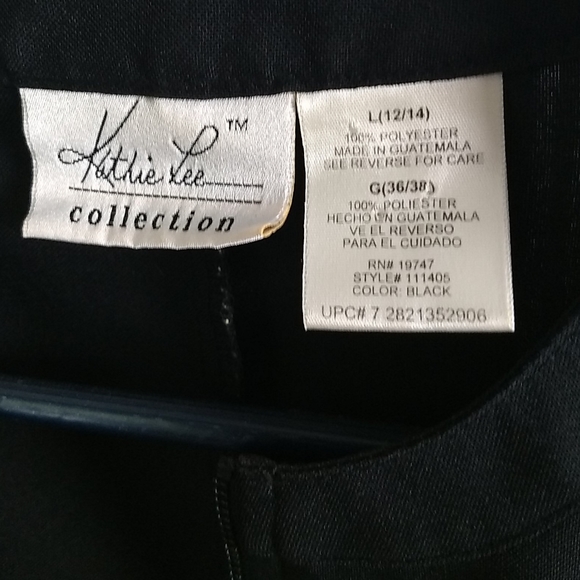 Kathie Lee™
collection
L(12/14)
100% POLYESTER
MADE IN GUATEMALA
SEE REVERSE FOR CARE
G(36/38)
100% POLIESTER
HECHO EN GUATEMALA
VE EL REVERSO
PARA EL CUIDADO
RN# 19747
STYLE# 111405
COLOR: BLACK
UPC# 7 2821352906